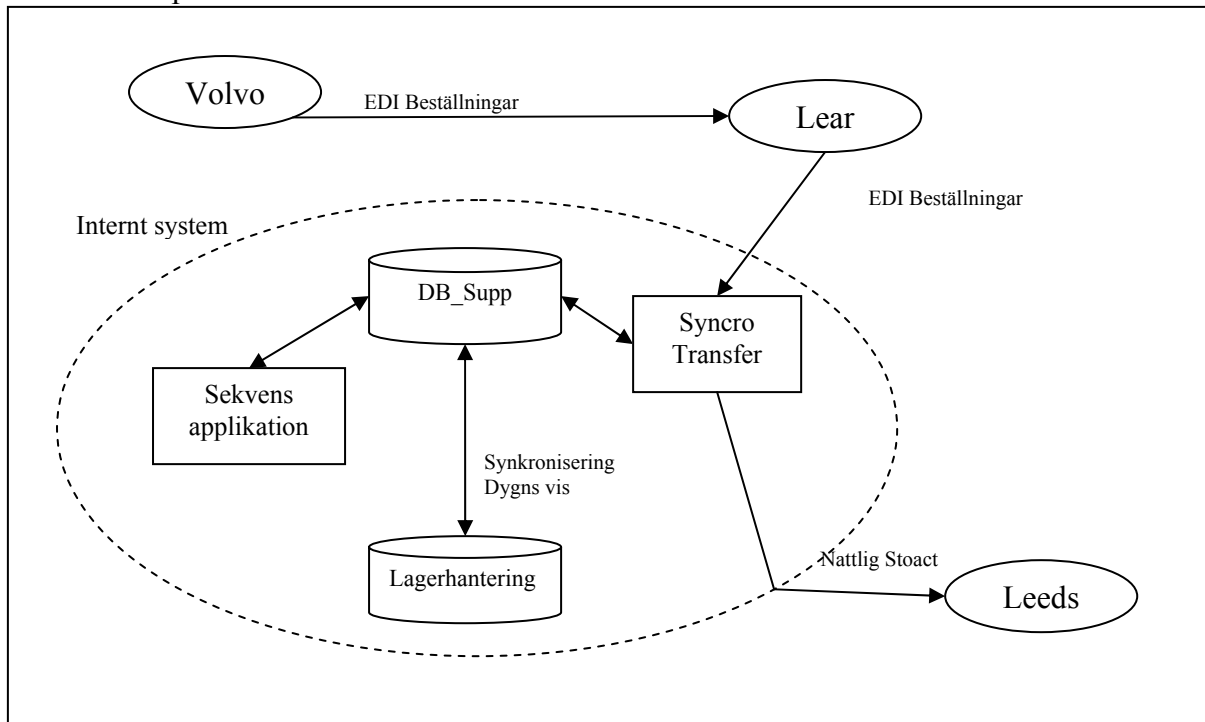 Volvo
EDI Beställningar
Lear
EDI Beställningar
Internt system
DB_Supp
Syncro
Transfer
Sekvens
applikation
Synkronisering
Dygns vis
Lagerhantering
Nattlig Stoact
Leeds